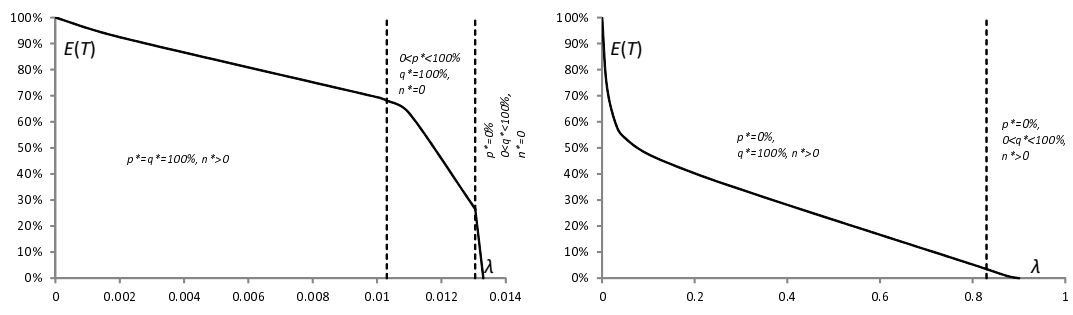 100%
90%
80%
70%
60%
50%
40%
30%
20%
10%
0%
E(T)
0<p*<100%
q*=100%,
n*=0
p*=0%
0<q*<100%,
n*=0
p*=q*=100%, n*>0
λ
0 0.002 0.004 0.006 0.008 0.01 0.012 0.014
100%
90%
80%
70%
60%
50%
40%
30%
20%
10%
0%
E(T)
p*=0%,
q*=100%, n*>0
p*=0%,
0<q*<100%,
n*>0
λ
0 0.2 0.4 0.6 0.8 1